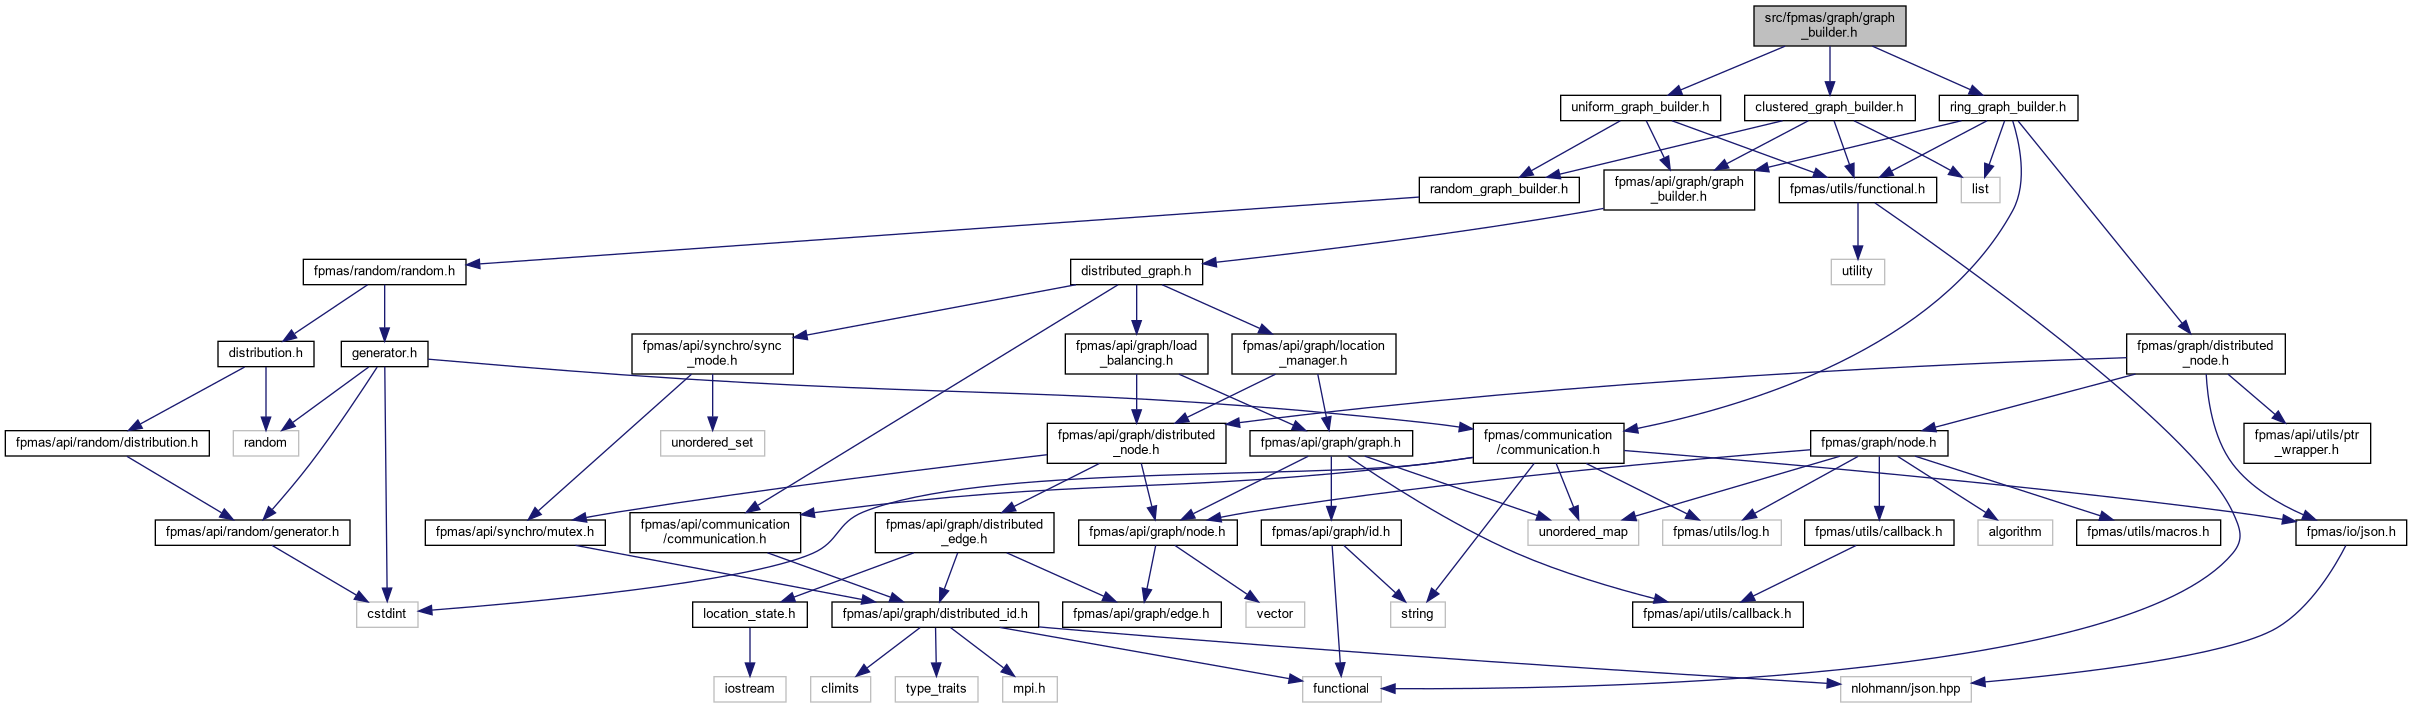 src/fpmas/graph/graph
_builder.h
uniform_graph_builder.h
clustered_graph_builder.h
ring_graph_builder.h
random_graph_builder.h
fpmas/api/graph/graph
_builder.h
fpmas/utils/functional.h
list
fpmas/random/random.h
distributed_graph.h
utility
distribution.h
generator.h
fpmas/api/synchro/sync
_mode.h
fpmas/api/graph/load
_balancing.h
fpmas/api/graph/location
_manager.h
fpmas/graph/distributed
_node.h
fpmas/api/random/distribution.h
random
unordered_set
fpmas/api/graph/distributed
_node.h
fpmas/api/graph/graph.h
fpmas/communication
/communication.h
fpmas/graph/node.h
fpmas/api/utils/ptr
_wrapper.h
fpmas/api/random/generator.h
fpmas/api/synchro/mutex.h
fpmas/api/communication
/communication.h
fpmas/api/graph/distributed
_edge.h
fpmas/api/graph/node.h
fpmas/api/graph/id.h
unordered_map
fpmas/utils/log.h
fpmas/utils/callback.h
algorithm
fpmas/utils/macros.h
fpmas/io/json.h
cstdint
location_state.h
fpmas/api/graph/distributed_id.h
fpmas/api/graph/edge.h
vector
string
fpmas/api/utils/callback.h
iostream
climits
type_traits
mpi.h
functional
nlohmann/json.hpp